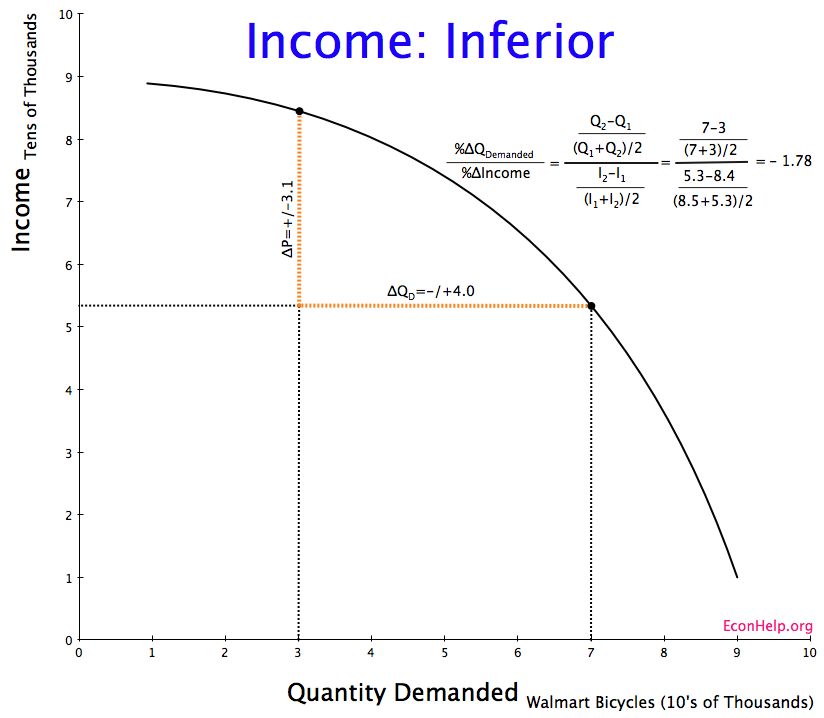 Income: Inferior
Income Tens of Thousands
10
9
8
7
6
5
4
3
2
1
0
%ΔQDemanded
%ΔIncome
=
Q2-Q1
(Q1+Q2)/2
I2-I1
(I1+I2)/2
=
7-3
(7+3)/2
5.3-8.4
(8.5+5.3)/2
= - 1.78
ΔP=+/-3.1
ΔQD=-/+4.0
EconHelp.org
0 1 2 3 4 5 6 7 8 9 10
Quantity Demanded Walmart Bicycles (10's of Thousands)